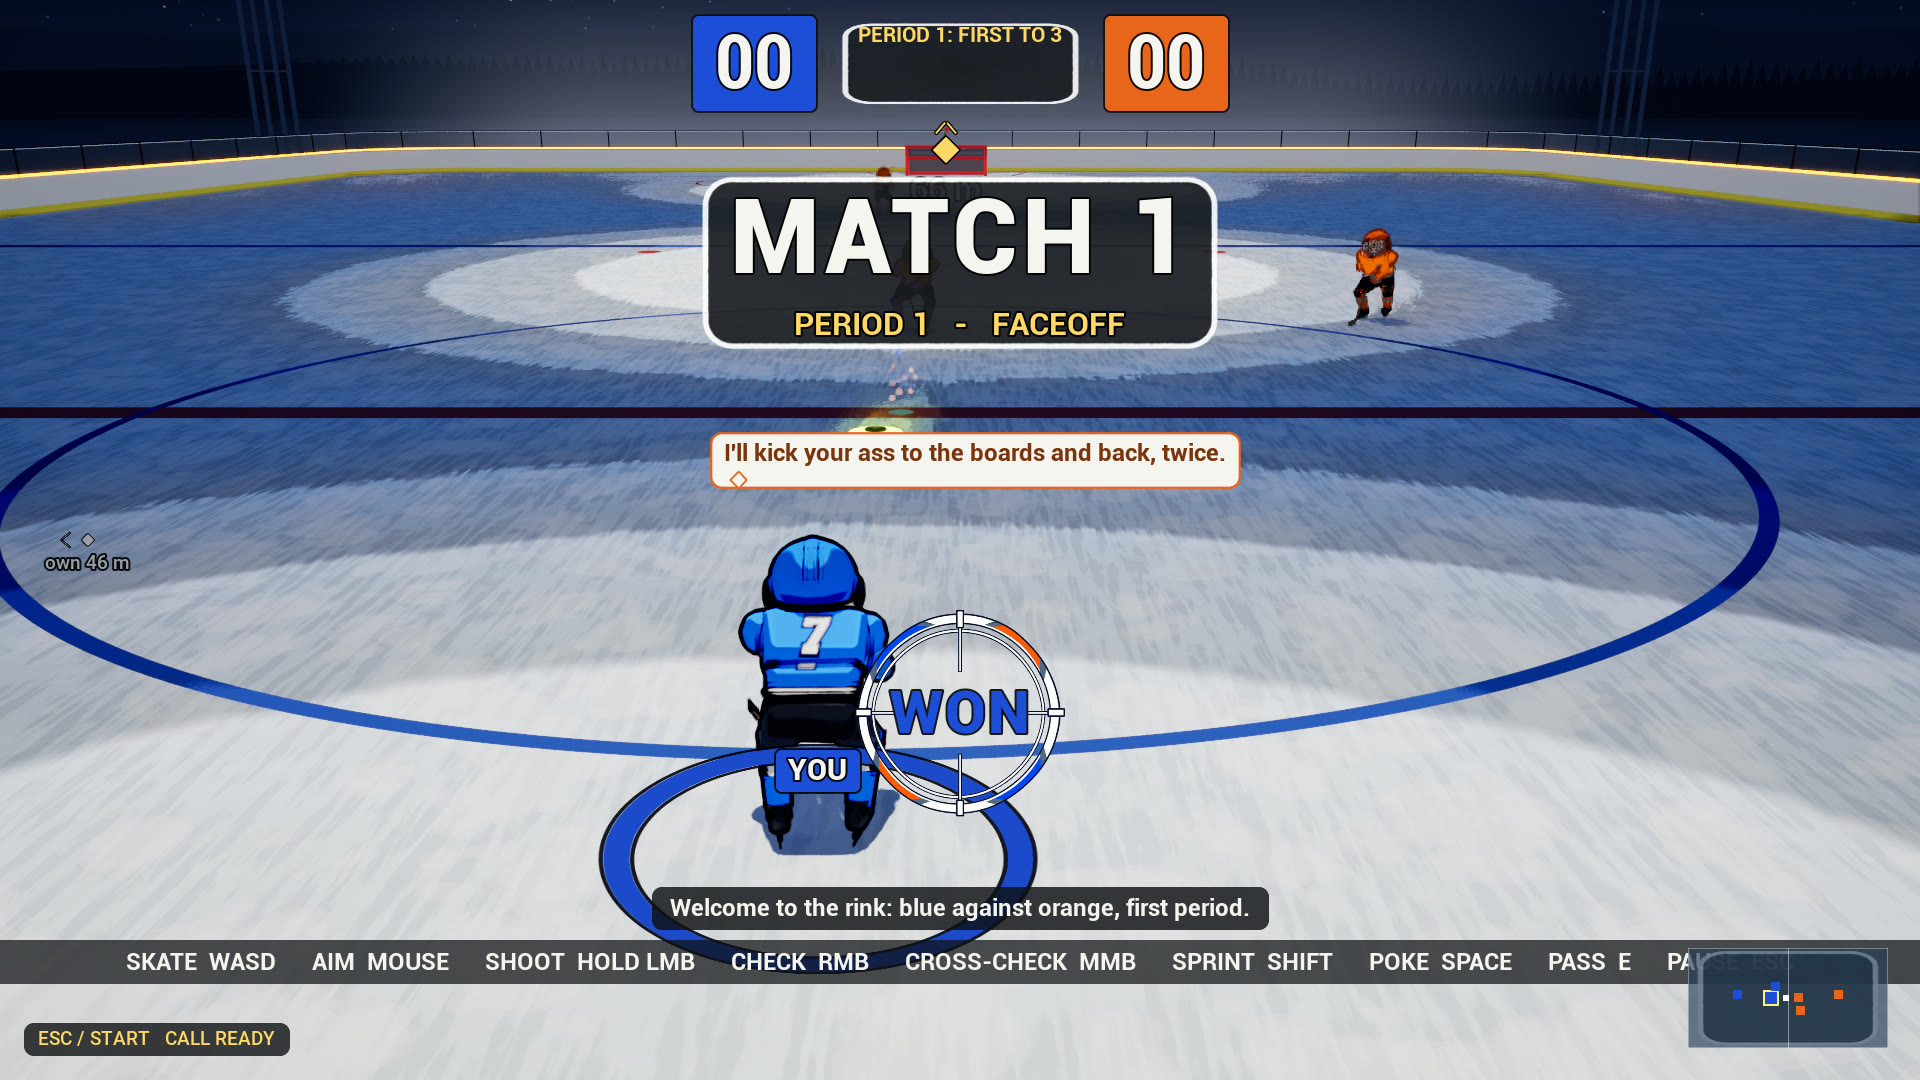 00
PERIOD 1: FIRST TO 3
00
66 m
MATCH 1
PERIOD 1 - FACEOFF
I'll kick your ass to the boards and back, twice.
own 46 m
7
WON
YOU
Welcome to the rink: blue against orange, first period.
SKATE WASD AIM MOUSE SHOOT HOLD LMB CHECK RMB CROSS-CHECK MMB SPRINT SHIFT POKE SPACE PASS E PAUSE ESC
ESC / START CALL READY